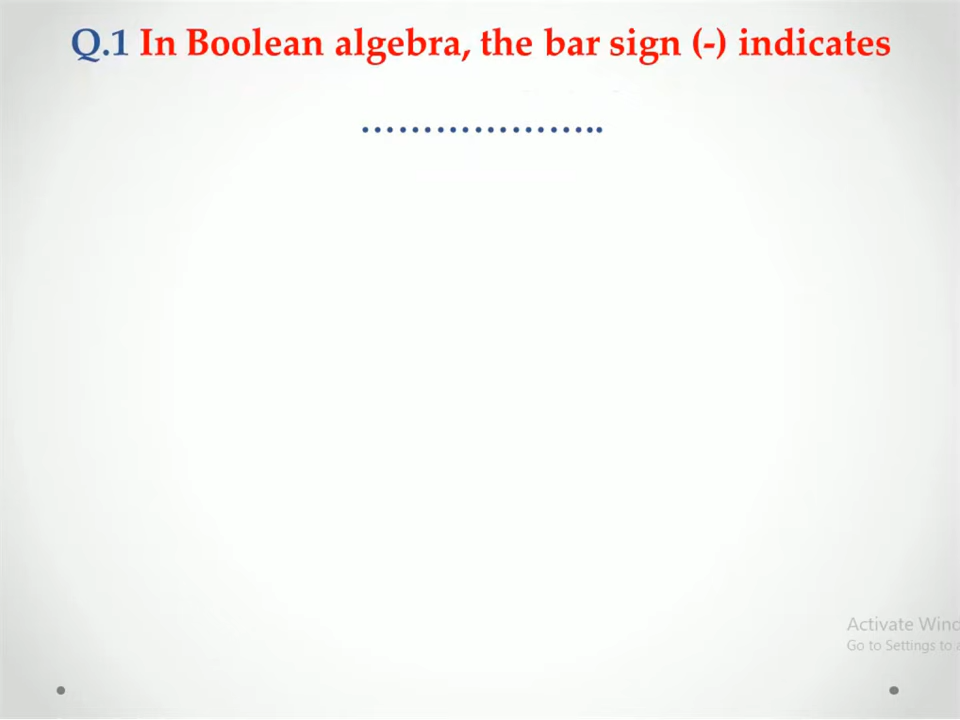 Q.1 In Boolean algebra, the bar sign (-) indicates
…………………..
Activate Wind
Go to Settings to a